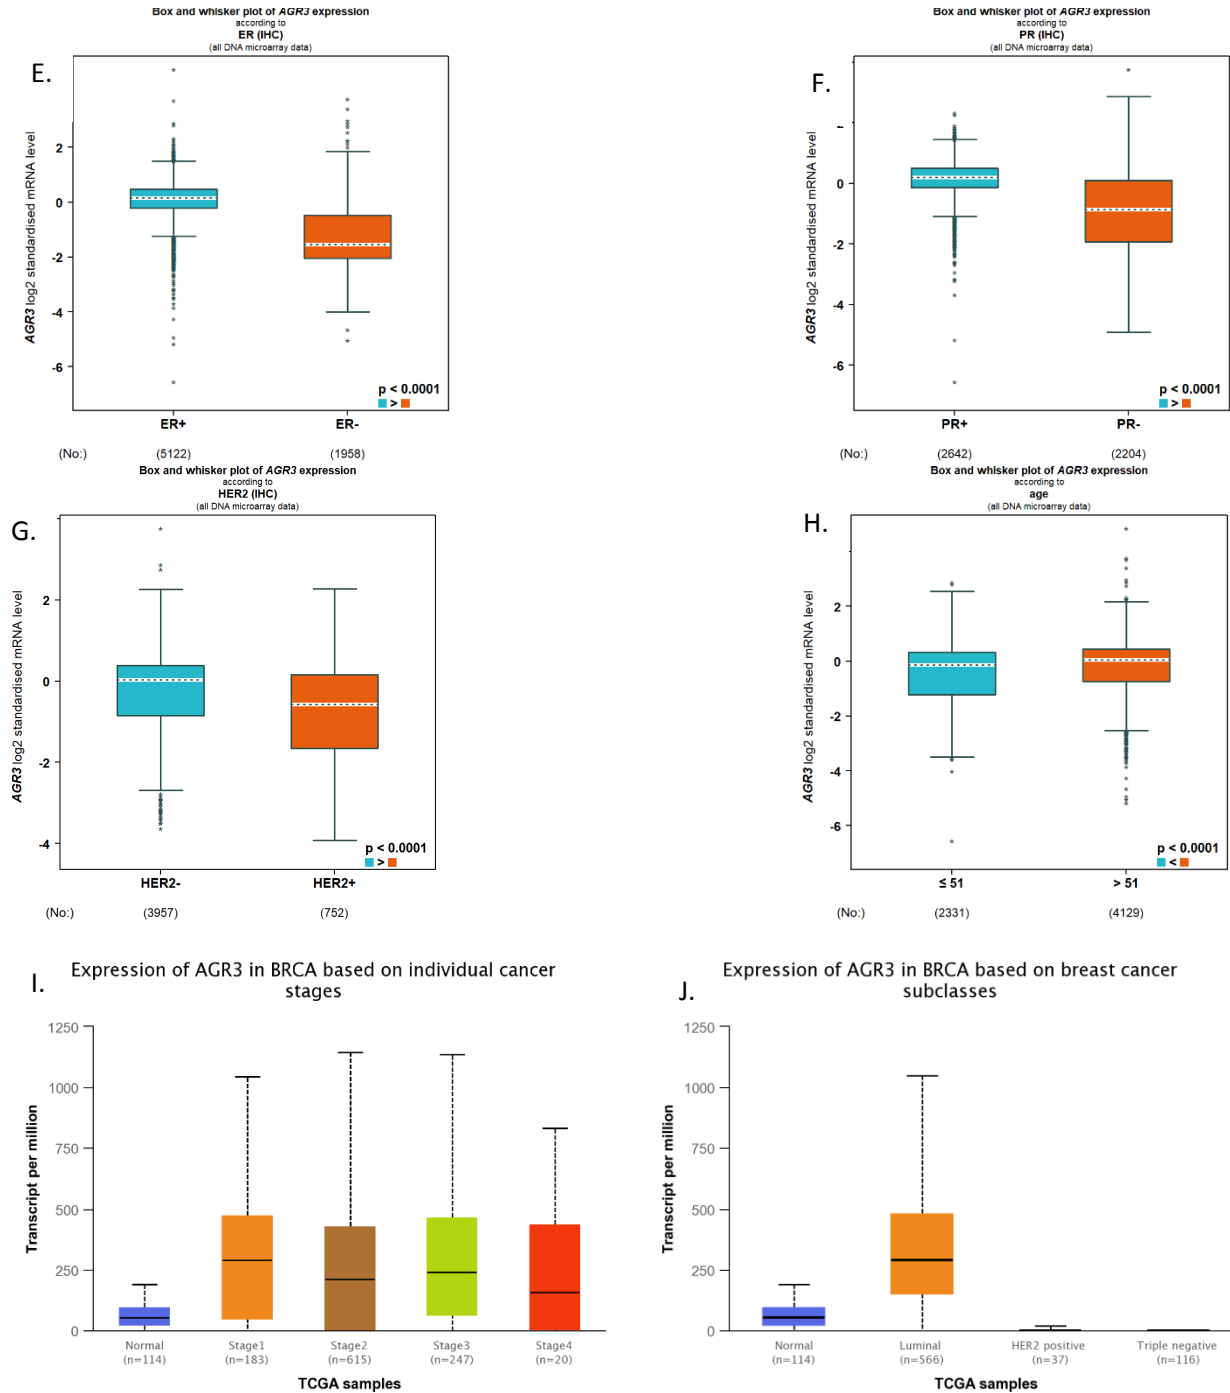 Box and whisker plot of AGR3 expression
according to
ER (IHC)
(all DNA microarray data)
E.
AGR3 log2 standardised mRNA level
2
0
-2
-4
-6
p < 0.0001
>
ER+
ER-
(No:)
(5122)
(1958)
Box and whisker plot of AGR3 expression
according to
PR (IHC)
(all DNA microarray data)
F.
AGR3 log2 standardised mRNA level
0
-2
-4
-6
p < 0.0001
>
PR+
PR-
(No:)
(2642)
(2204)
Box and whisker plot of AGR3 expression
according to
HER2 (IHC)
(all DNA microarray data)
G.
AGR3 log2 standardised mRNA level
2
0
-2
-4
p < 0.0001
>
HER2-
HER2+
(No:)
(3957)
(752)
Box and whisker plot of AGR3 expression
according to
age
(all DNA microarray data)
H.
AGR3 log2 standardised mRNA level
2
0
-2
-4
-6
p < 0.0001
<
≤ 51
> 51
(No:)
(2331)
(4129)
I.
Expression of AGR3 in BRCA based on individual cancer
stages
Transcript per million
1250
1000
750
500
250
0
Normal
(n=114)
Stage1
(n=183)
Stage2
(n=615)
Stage3
(n=247)
Stage4
(n=20)
TCGA samples
J.
Expression of AGR3 in BRCA based on breast cancer
subclasses
Transcript per million
1250
1000
750
500
250
0
Normal
(n=114)
Luminal
(n=566)
HER2 positive
(n=37)
Triple negative
(n=116)
TCGA samples